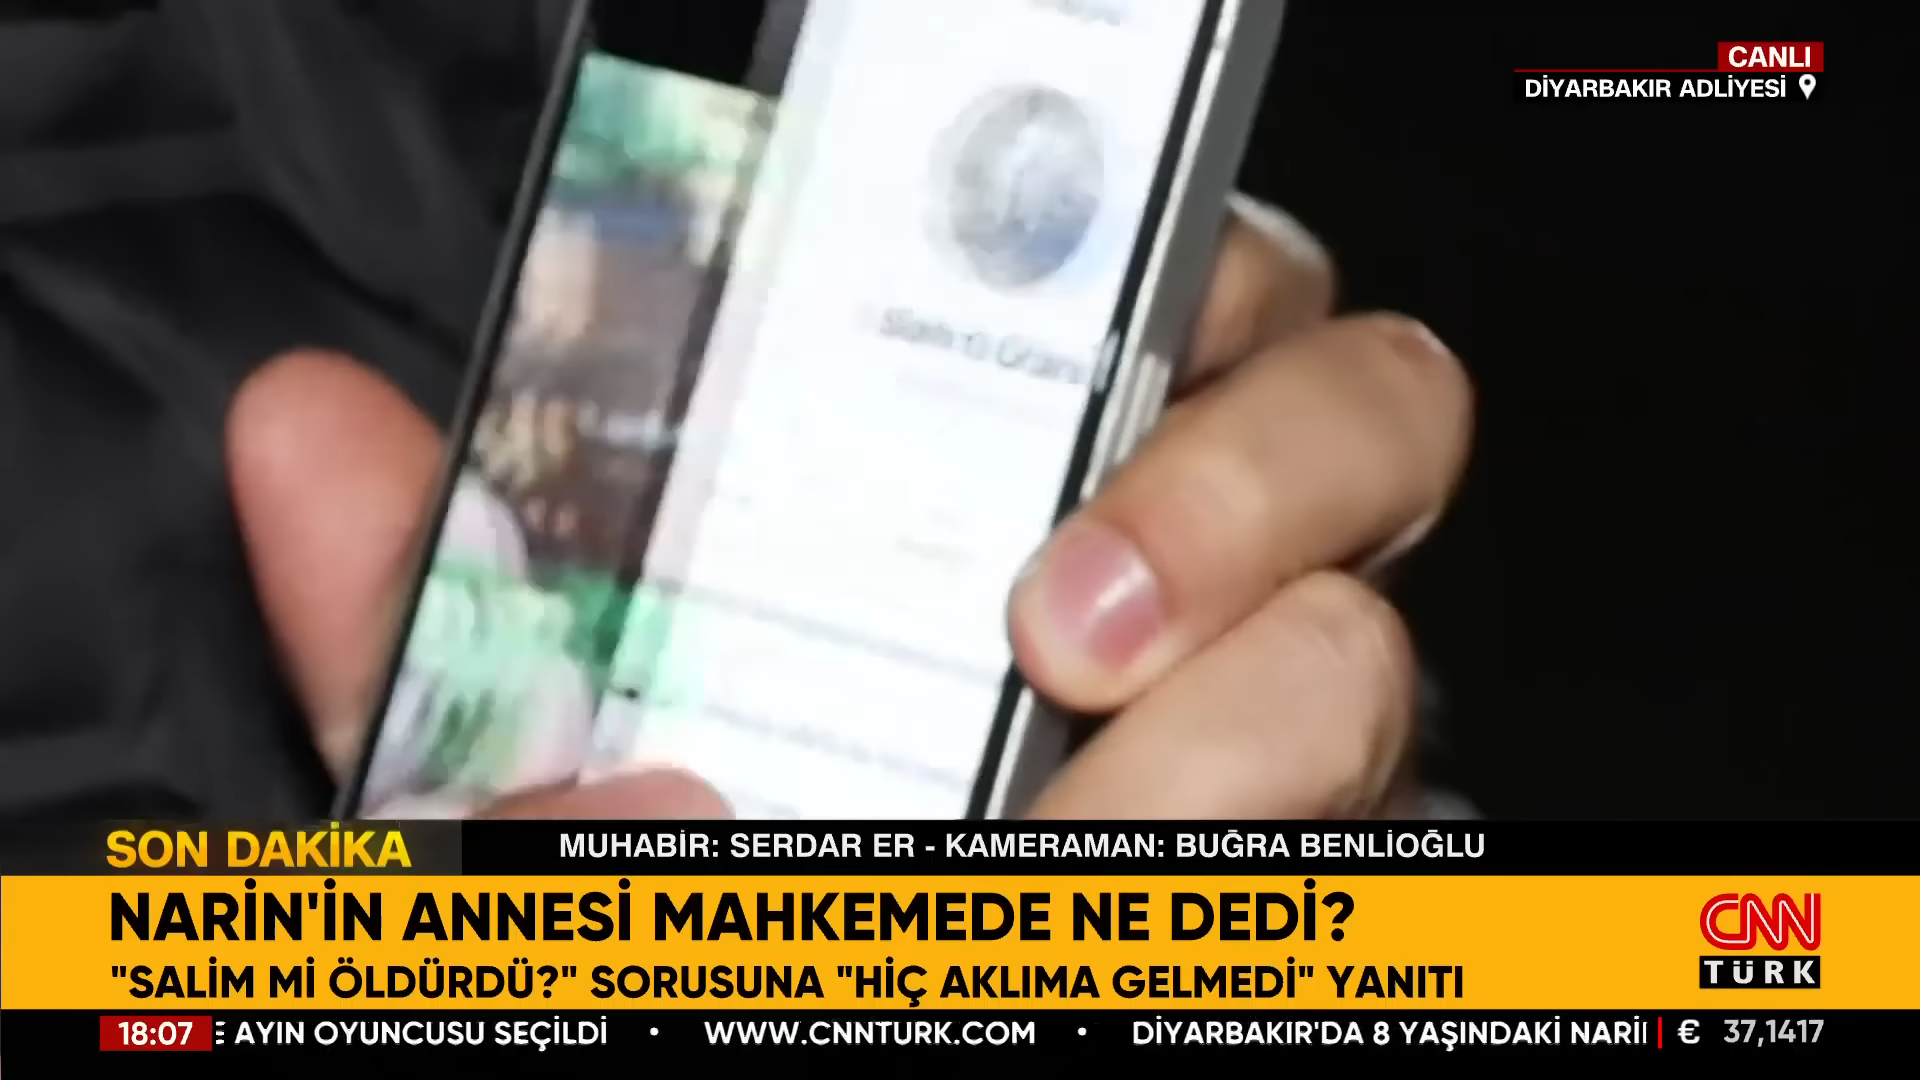 CANLI
DİYARBAKIR ADLİYESİ
SON DAKİKA
MUHABİR: SERDAR ER - KAMERAMAN: BUĞRA BENLİOĞLU
NARİN'İN ANNESİ MAHKEMEDE NE DEDİ?
"SALİM Mİ ÖLDÜRDÜ?" SORUSUNA "HİÇ AKLIMA GELMEDİ" YANITI
CNN
TÜRK
18:07 E AYIN OYUNCUSU SEÇİLDİ • WWW.CNNTURK.COM • DİYARBAKIR'DA 8 YAŞINDAKİ € 37,1417